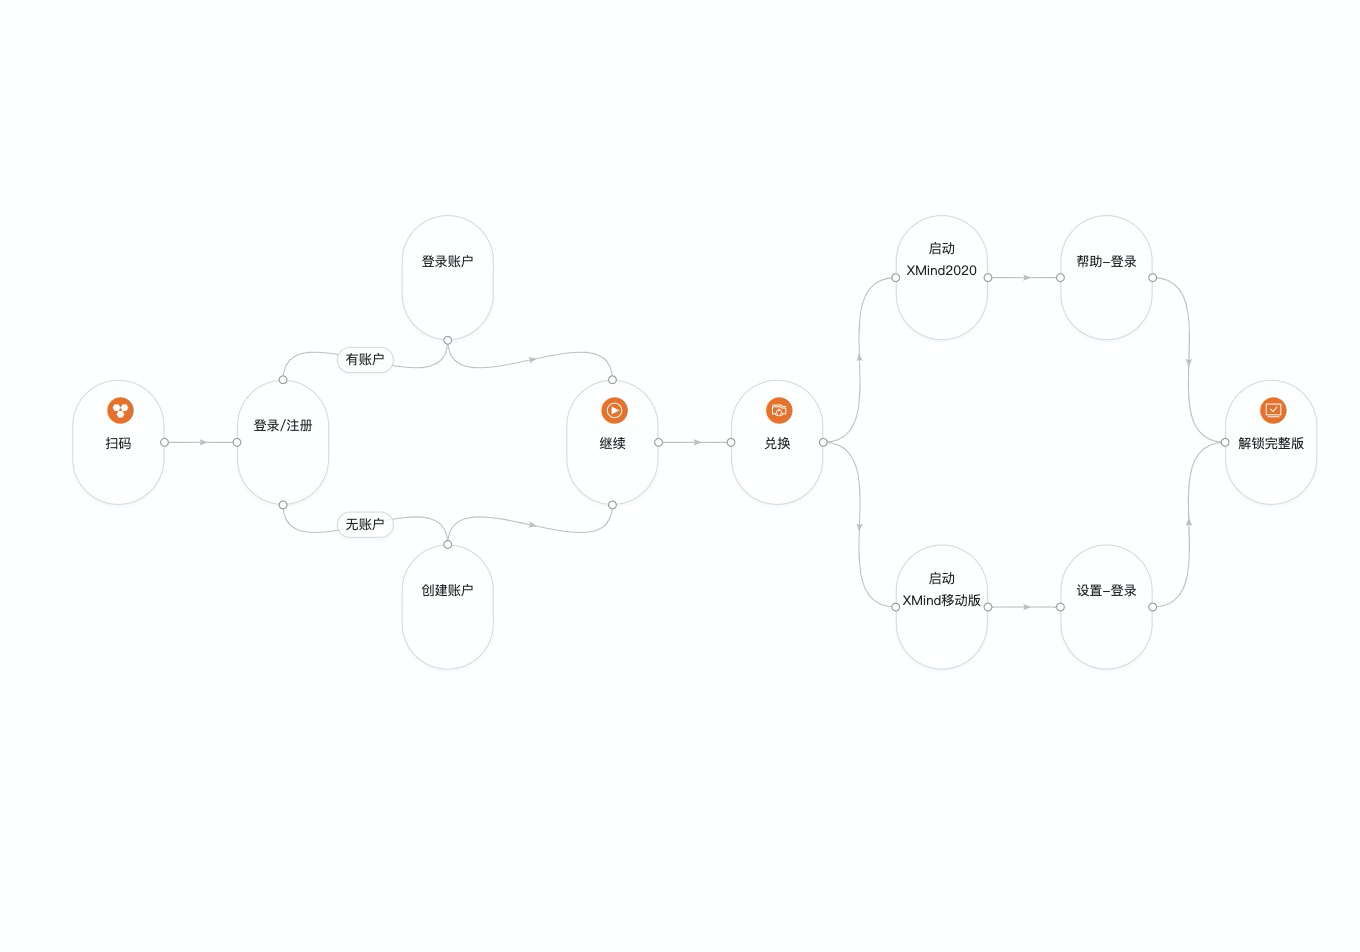 扫码
登录/注册
有账户
无账户
登录账户
创建账户
继续
兑换
启动
XMind2020
帮助-登录
启动
XMind移动版
设置-登录
解锁完整版